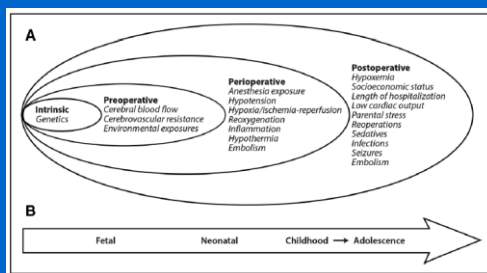 A
Intrinsic
Genetics
Preoperative
Cerebral blood flow
Cerebrovascular resistance
Environmental exposures
Perioperative
Anesthesia exposure
Hypotension
Hypoxia/ischemia-reperfusion
Reoxygenation
Inflammation
Hypothermia
Embolism
Postoperative
Hypoxemia
Socioeconomic status
Length of hospitalization
Low cardiac output
Parental stress
Reoperations
Sedatives
Infections
Seizures
Embolism
B
Fetal
Neonatal
Childhood → Adolescence